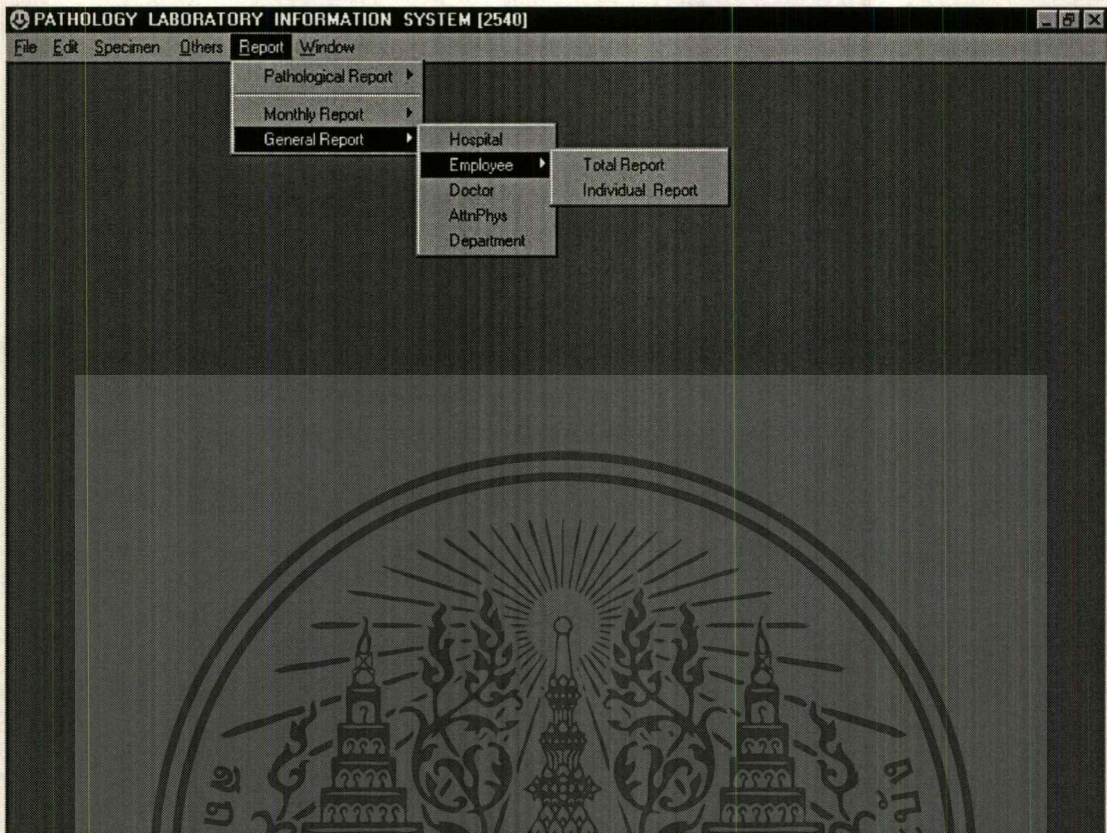 PATHOLOGY LABORATORY INFORMATION SYSTEM [2540]
File Edit Specimen Others Report Window
Pathological Report
Monthly Report
General Report
Hospital
Employee
Doctor
AttnPhys
Department
Total Report
Individual Report